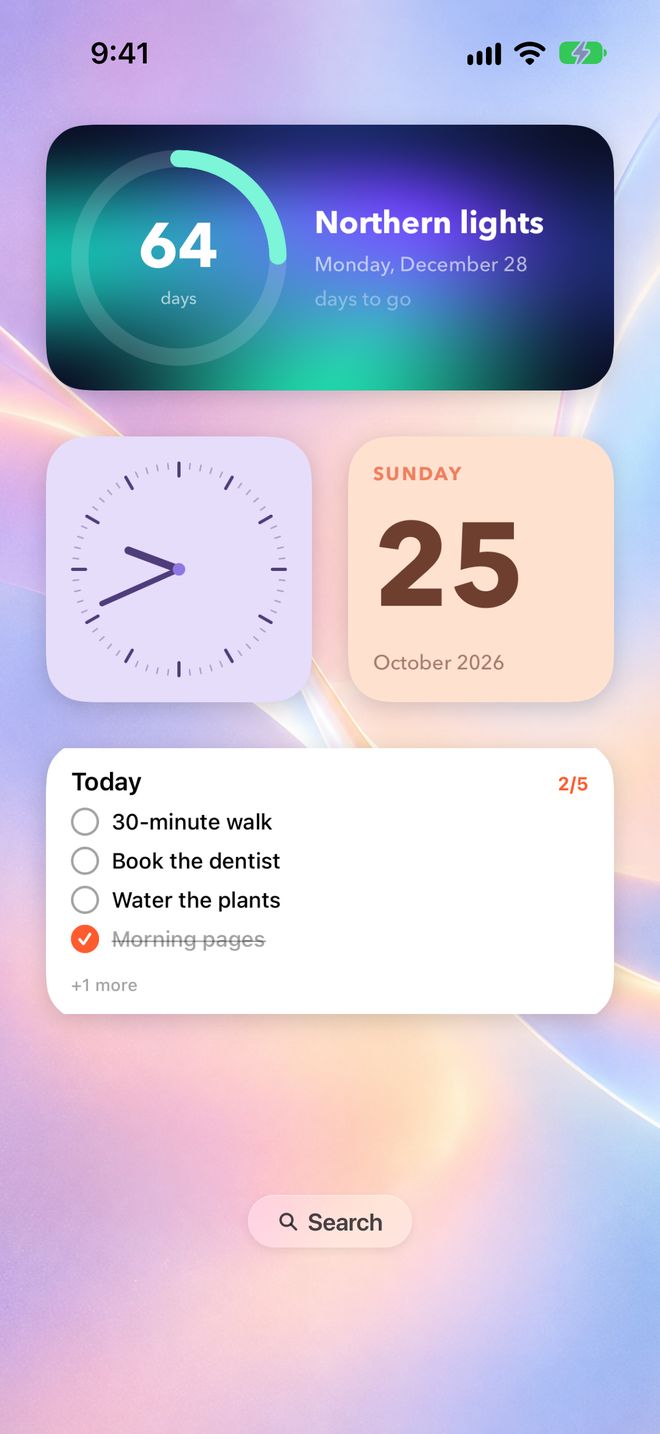 9:41
64
days
Northern lights
Monday, December 28
days to go
SUNDAY
25
October 2026
Today
2/5
30-minute walk
Book the dentist
Water the plants
Morning pages
+1 more
Search